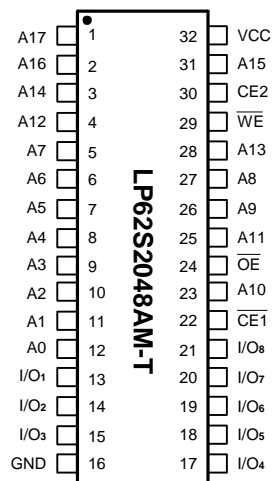 A17 1 32 VCC
A16 2 31 A15
A14 3 30 CE2
A12 4 29 W̅E̅
A7 5 28 A13
A6 6 27 A8
A5 7 26 A9
A4 8 25 A11
A3 9 24 O̅E̅
A2 10 23 A10
A1 11 22 C̅E̅1̅
A0 12 21 I/O₈
I/O₁ 13 20 I/O₇
I/O₂ 14 19 I/O₆
I/O₃ 15 18 I/O₅
GND 16 17 I/O₄
LP62S2048AM-T